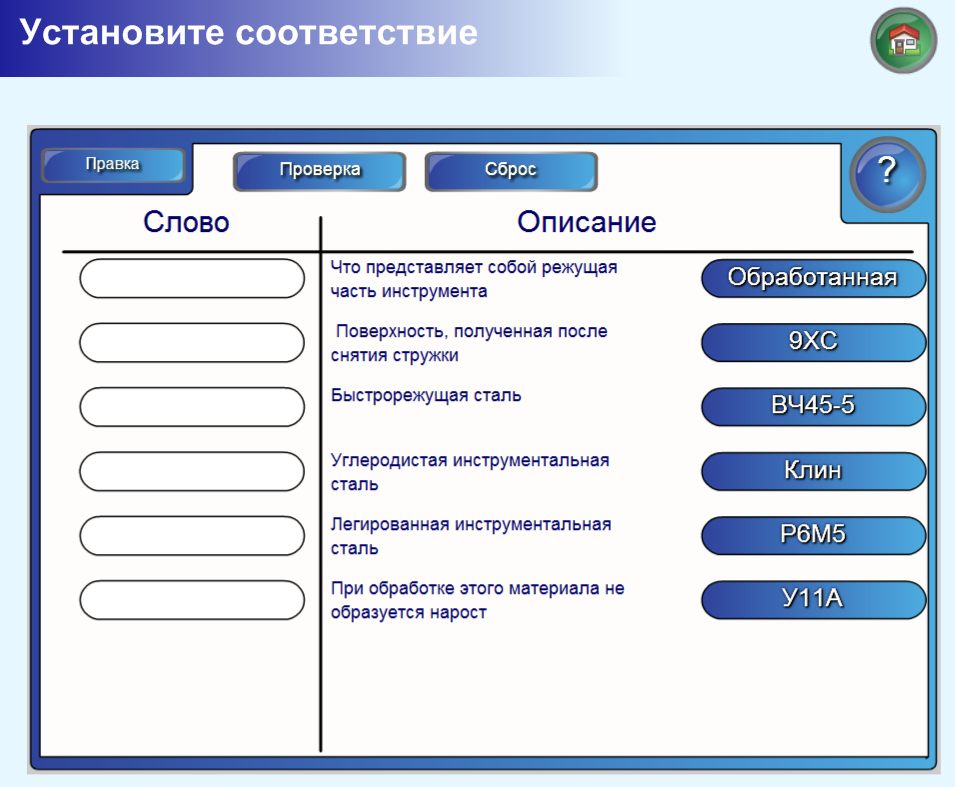 Установите соответствие
Правка
Проверка
Сброс
?
Слово
Описание
Что представляет собой режущая
часть инструмента
Обработанная
Поверхность, полученная после
снятия стружки
9ХС
Быстрорежущая сталь
ВЧ45-5
Углеродистая инструментальная
сталь
Клин
Легированная инструментальная
сталь
Р6М5
При обработке этого материала не
образуется нарост
У11А